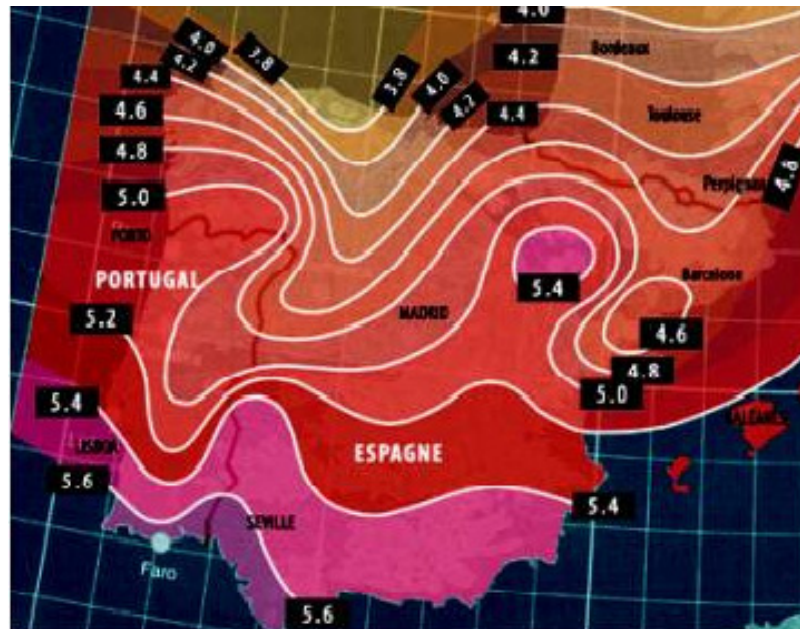 4.0
4.0
3.8
4.2
Bordeaux
4.2
4.4
3.8
4.0
4.6
4.2
4.4
Toulouse
4.8
4.8
5.0
Perpignan
PORTO
PORTUGAL
Barcelone
5.4
5.2
MADRID
4.6
4.8
5.0
5.4
BALEARES
LISBOA
ESPAGNE
5.6
5.4
SEVILLE
Faro
5.6